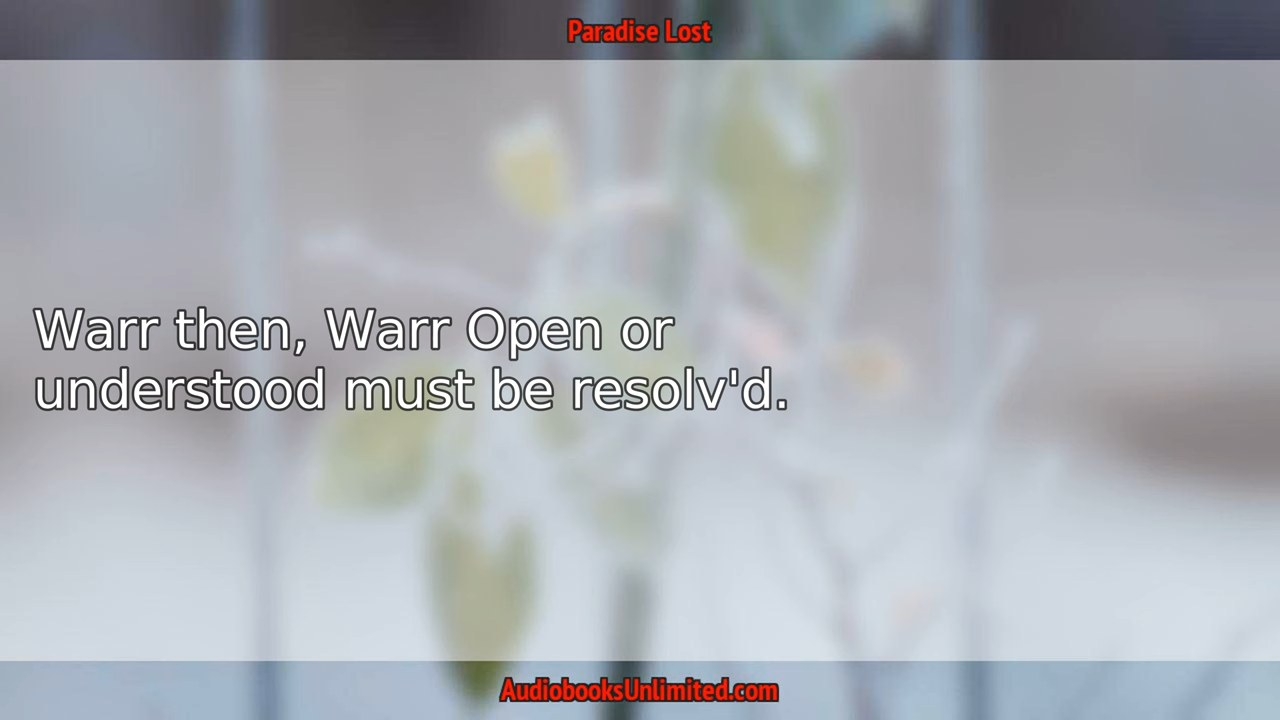 Paradise Lost
Warr then, Warr Open or
understood must be resolv'd.
AudiobooksUnlimited.com